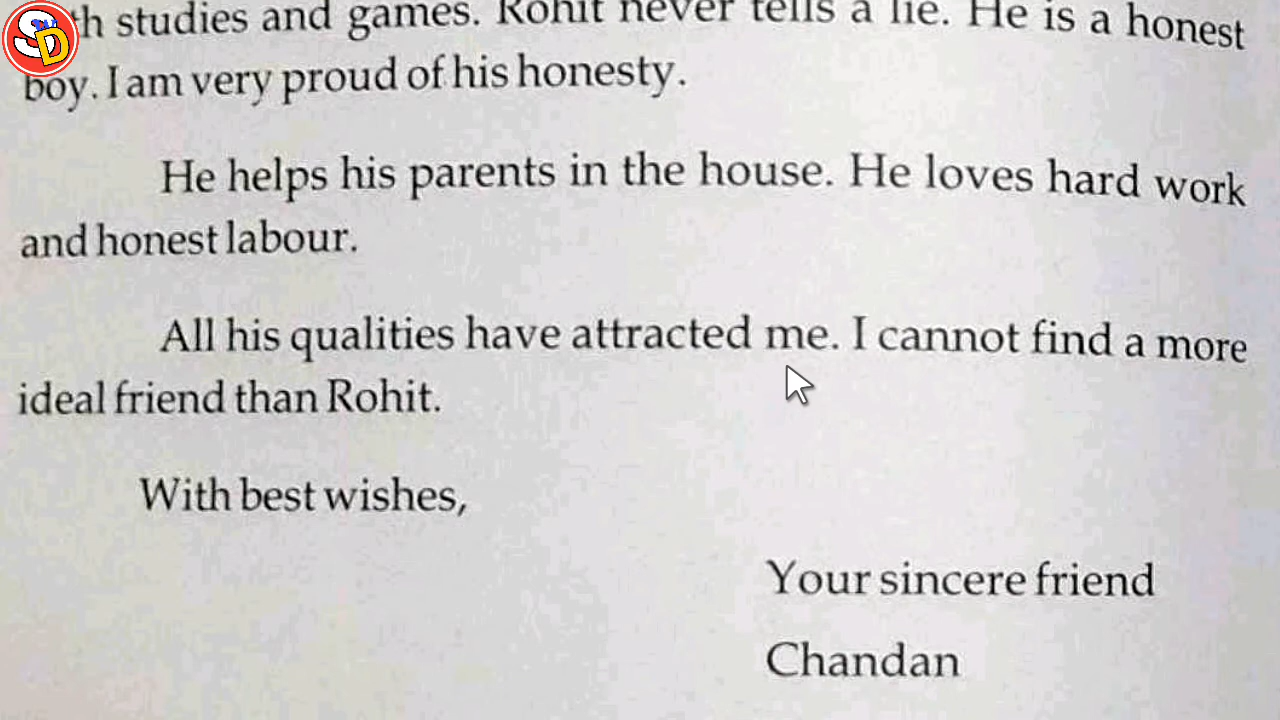 studies and games. Rohit never tells a lie. He is a honest
boy. I am very proud of his honesty.
He helps his parents in the house. He loves hard work
and honest labour.
All his qualities have attracted me. I cannot find a more
ideal friend than Rohit.
With best wishes,
Your sincere friend
Chandan
SD